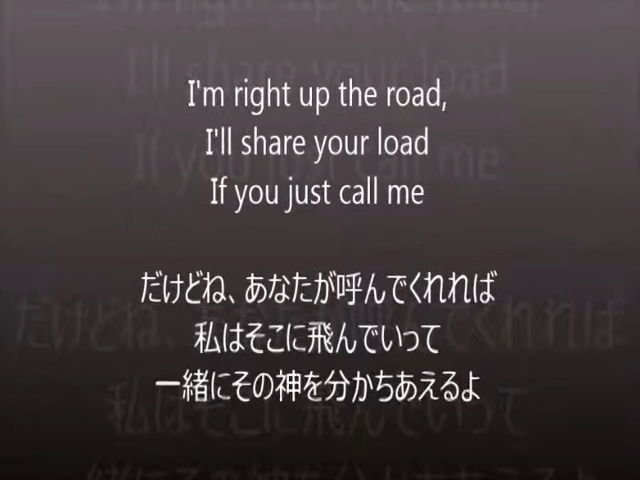 I'm right up the road,
I'll share your load
If you just call me
だけどね、あなたが呼んでくれれば
私はそこに飛んでいって
一緒にその神を分かちあえるよ